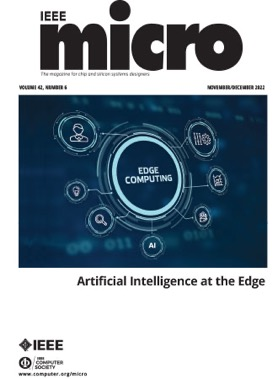 IEEE
micro
The magazine for chip and silicon systems designers
VOLUME 42, NUMBER 6 NOVEMBER/DECEMBER 2022
EDGE
COMPUTING
AI
Artificial Intelligence at the Edge
IEEE
IEEE
COMPUTER
SOCIETY
www.computer.org/micro